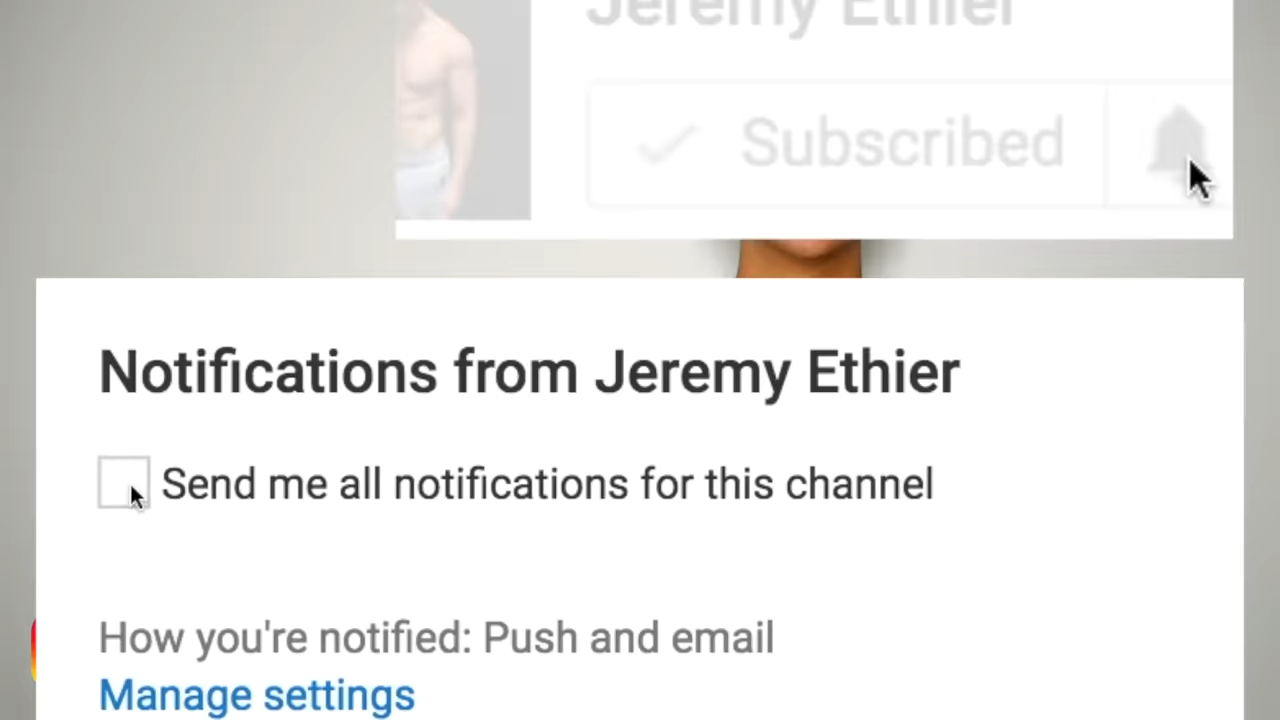 Jeremy Ethier
Subscribed
Notifications from Jeremy Ethier
Send me all notifications for this channel
How you're notified: Push and email
Manage settings